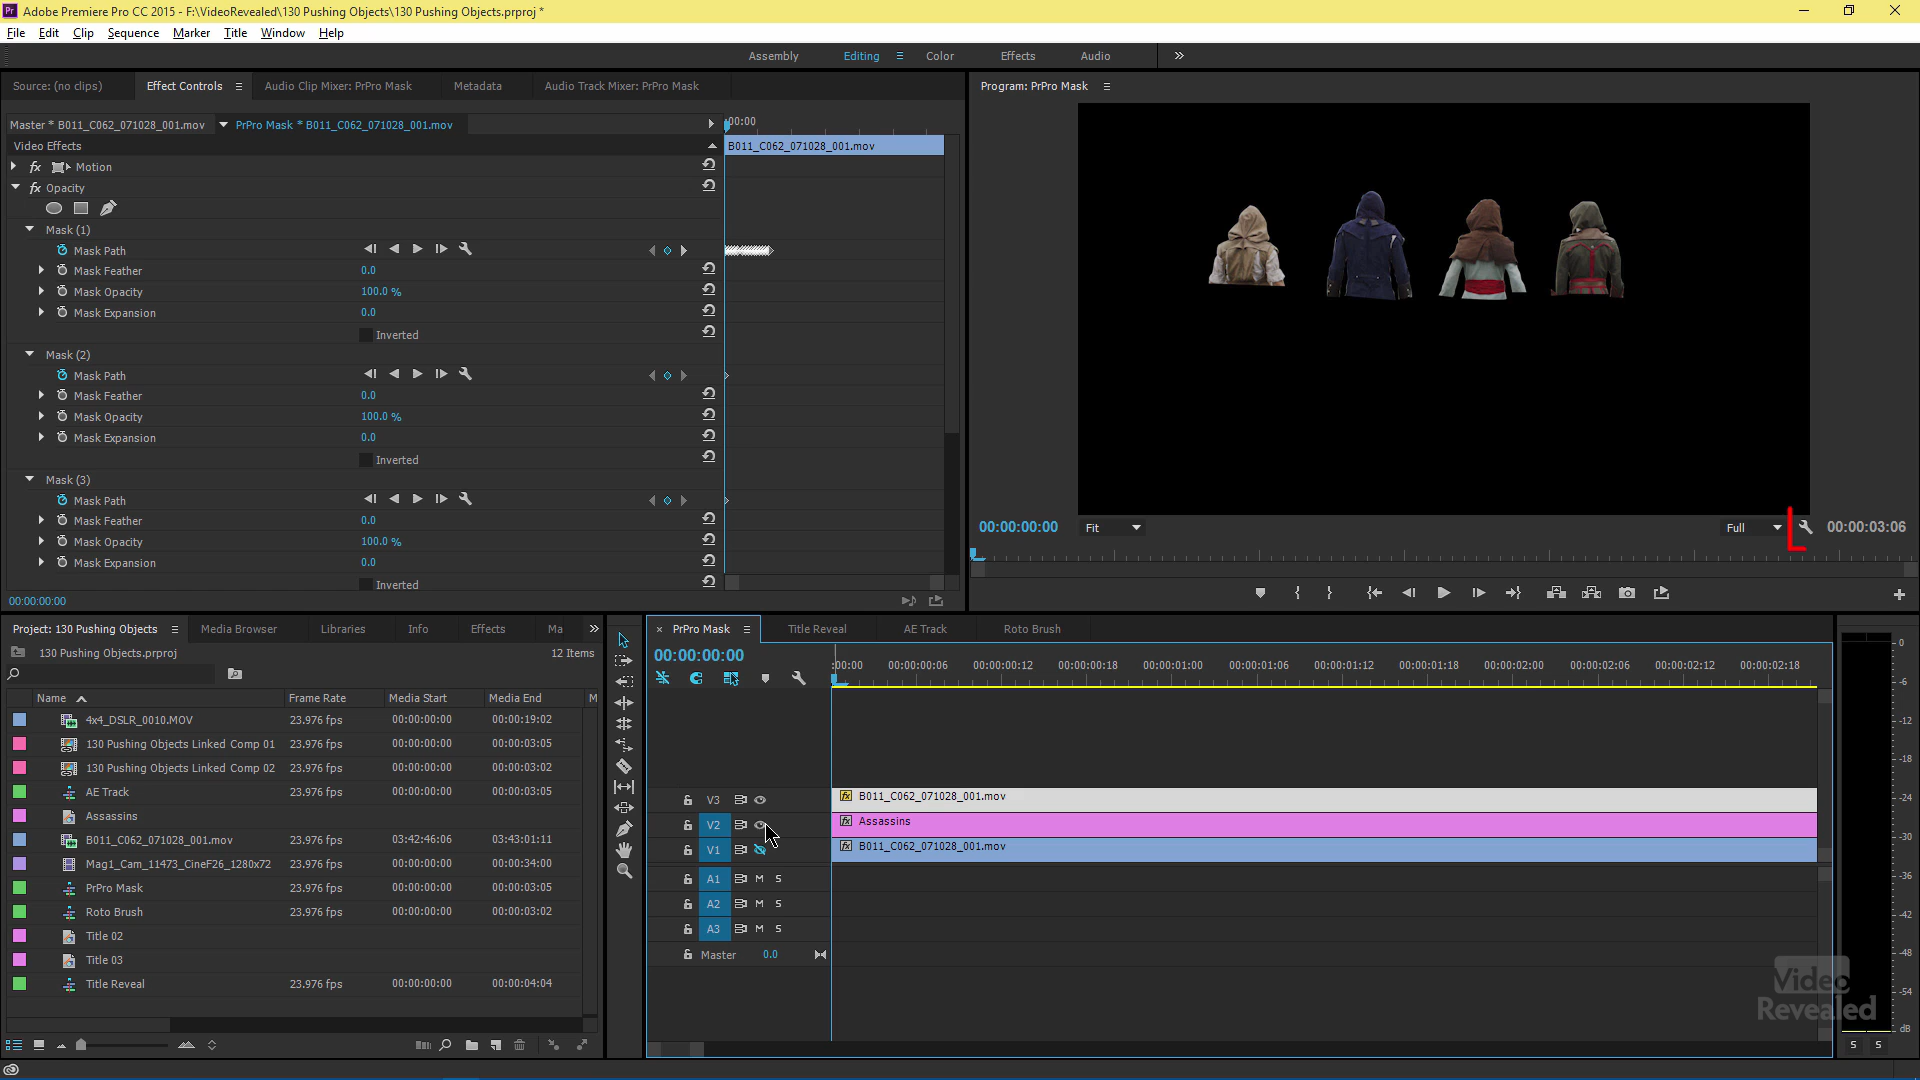 Adobe Premiere Pro CC 2015 - F:\VideoRevealed\130 Pushing Objects\130 Pushing Objects.prproj *
File Edit Clip Sequence Marker Title Window Help
Assembly Editing Color Effects Audio
Source: (no clips) Effect Controls Audio Clip Mixer: PrPro Mask Metadata Audio Track Mixer: PrPro Mask
Program: PrPro Mask
Master * B011_C062_071028_001.mov PrPro Mask * B011_C062_071028_001.mov
:00:00
Video Effects
B011_C062_071028_001.mov
fx Motion
fx Opacity
Mask (1)
Mask Path
Mask Feather 0.0
Mask Opacity 100.0 %
Mask Expansion 0.0
Inverted
Mask (2)
Mask Path
Mask Feather 0.0
Mask Opacity 100.0 %
Mask Expansion 0.0
Inverted
Mask (3)
Mask Path
Mask Feather 0.0
Mask Opacity 100.0 %
Mask Expansion 0.0
Inverted
00:00:00:00
00:00:00:00 Fit Full 00:00:03:06
Project: 130 Pushing Objects Media Browser Libraries Info Effects Ma
130 Pushing Objects.prproj 12 Items
Name Frame Rate Media Start Media End M
4x4_DSLR_0010.MOV 23.976 fps 00:00:00:00 00:00:19:02
130 Pushing Objects Linked Comp 01 23.976 fps 00:00:00:00 00:00:03:05
130 Pushing Objects Linked Comp 02 23.976 fps 00:00:00:00 00:00:03:02
AE Track 23.976 fps 00:00:00:00 00:00:03:05
Assassins
B011_C062_071028_001.mov 23.976 fps 03:42:46:06 03:43:01:11
Mag1_Cam_11473_CineF26_1280x72 23.976 fps 00:00:00:00 00:00:34:00
PrPro Mask 23.976 fps 00:00:00:00 00:00:03:05
Roto Brush 23.976 fps 00:00:00:00 00:00:03:02
Title 02
Title 03
Title Reveal 23.976 fps 00:00:00:00 00:00:04:04
PrPro Mask Title Reveal AE Track Roto Brush
00:00:00:00
:00:00 00:00:00:06 00:00:00:12 00:00:00:18 00:00:01:00 00:00:01:06 00:00:01:12 00:00:01:18 00:00:02:00 00:00:02:06 00:00:02:12 00:00:02:18
V3 fx B011_C062_071028_001.mov
V2 fx Assassins
V1 fx B011_C062_071028_001.mov
A1 M S
A2 M S
A3 M S
Master 0.0
0
-6
-12
-18
-24
-30
-36
-42
-48
-54
dB
S S
Video
Revealed